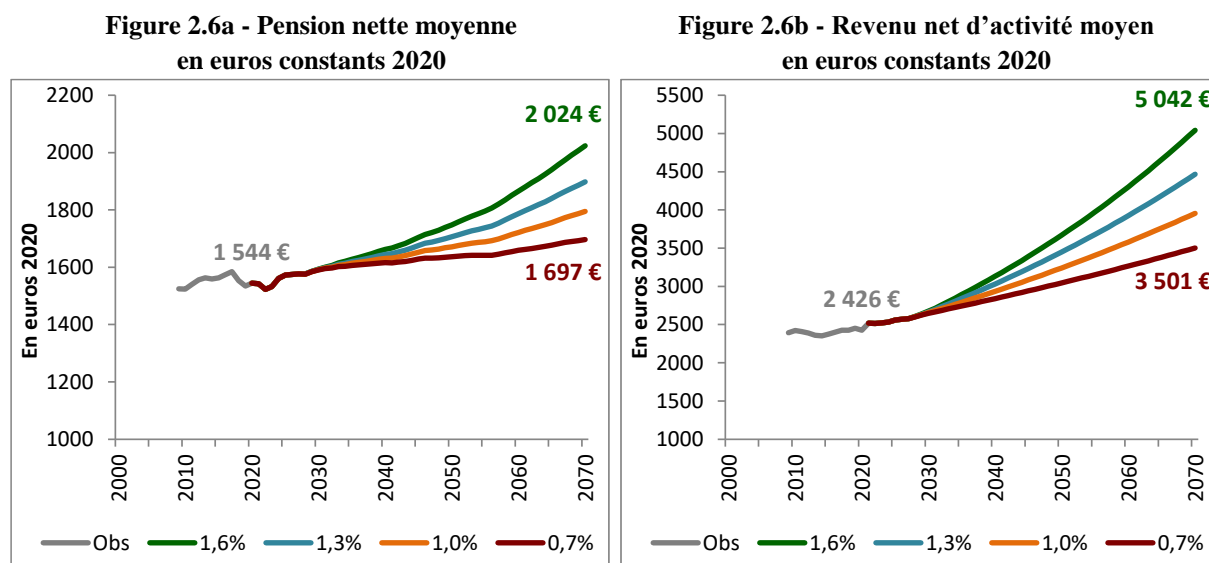 Figure 2.6a - Pension nette moyenne
en euros constants 2020
En euros 2020
2200
2000
1800
1600
1400
1200
1000
2 024 €
1 544 €
1 697 €
2000
2010
2020
2030
2040
2050
2060
2070
Obs
1,6%
1,3%
1,0%
0,7%
Figure 2.6b - Revenu net d’activité moyen
en euros constants 2020
En euros 2020
5500
5000
4500
4000
3500
3000
2500
2000
1500
1000
5 042 €
2 426 €
3 501 €
2000
2010
2020
2030
2040
2050
2060
2070
Obs
1,6%
1,3%
1,0%
0,7%